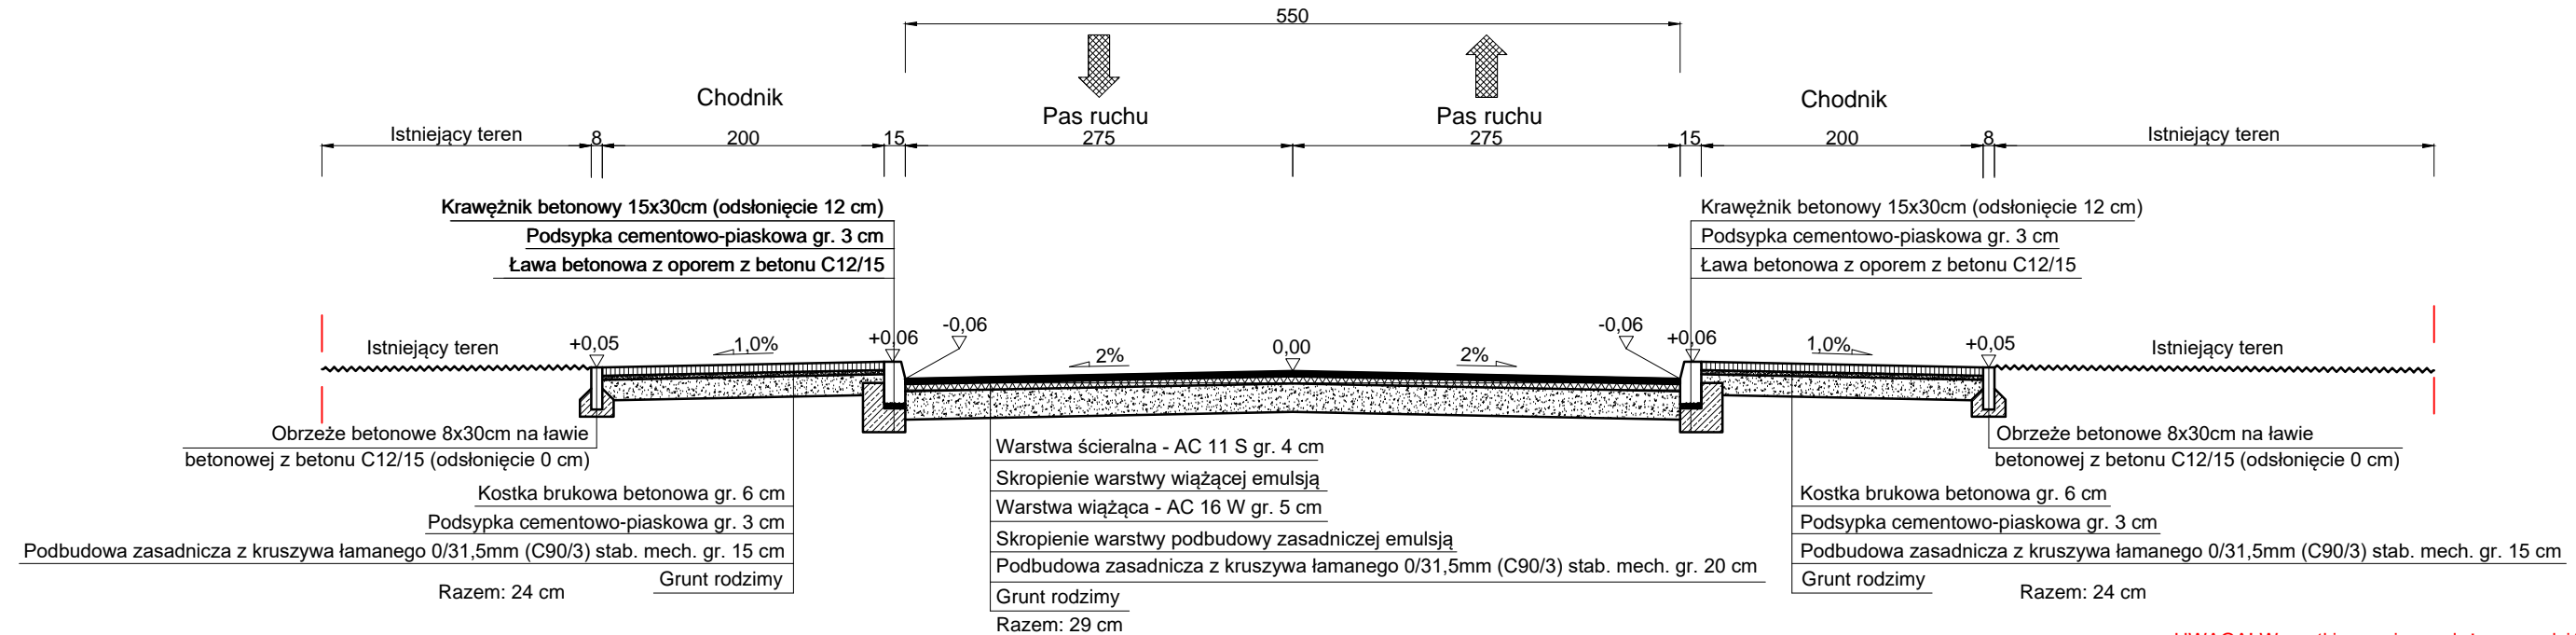 550
Chodnik
Chodnik
Pas ruchu
Pas ruchu
Istniejący teren
8
200
15
275
275
15
200
8
Istniejący teren
Krawężnik betonowy 15x30cm (odsłonięcie 12 cm)
Podsypka cementowo-piaskowa gr. 3 cm
Ława betonowa z oporem z betonu C12/15
Krawężnik betonowy 15x30cm (odsłonięcie 12 cm)
Podsypka cementowo-piaskowa gr. 3 cm
Ława betonowa z oporem z betonu C12/15
Istniejący teren
+0,05
1,0%
+0,06
-0,06
2%
0,00
2%
-0,06
+0,06
1,0%
+0,05
Istniejący teren
Obrzeże betonowe 8x30cm na ławie
betonowej z betonu C12/15 (odsłonięcie 0 cm)
Kostka brukowa betonowa gr. 6 cm
Podsypka cementowo-piaskowa gr. 3 cm
Podbudowa zasadnicza z kruszywa łamanego 0/31,5mm (C90/3) stab. mech. gr. 15 cm
Grunt rodzimy
Razem: 24 cm
Warstwa ścieralna - AC 11 S gr. 4 cm
Skropienie warstwy wiążącej emulsją
Warstwa wiążąca - AC 16 W gr. 5 cm
Skropienie warstwy podbudowy zasadniczej emulsją
Podbudowa zasadnicza z kruszywa łamanego 0/31,5mm (C90/3) stab. mech. gr. 20 cm
Grunt rodzimy
Razem: 29 cm
Obrzeże betonowe 8x30cm na ławie
betonowej z betonu C12/15 (odsłonięcie 0 cm)
Kostka brukowa betonowa gr. 6 cm
Podsypka cementowo-piaskowa gr. 3 cm
Podbudowa zasadnicza z kruszywa łamanego 0/31,5mm (C90/3) stab. mech. gr. 15 cm
Grunt rodzimy
Razem: 24 cm